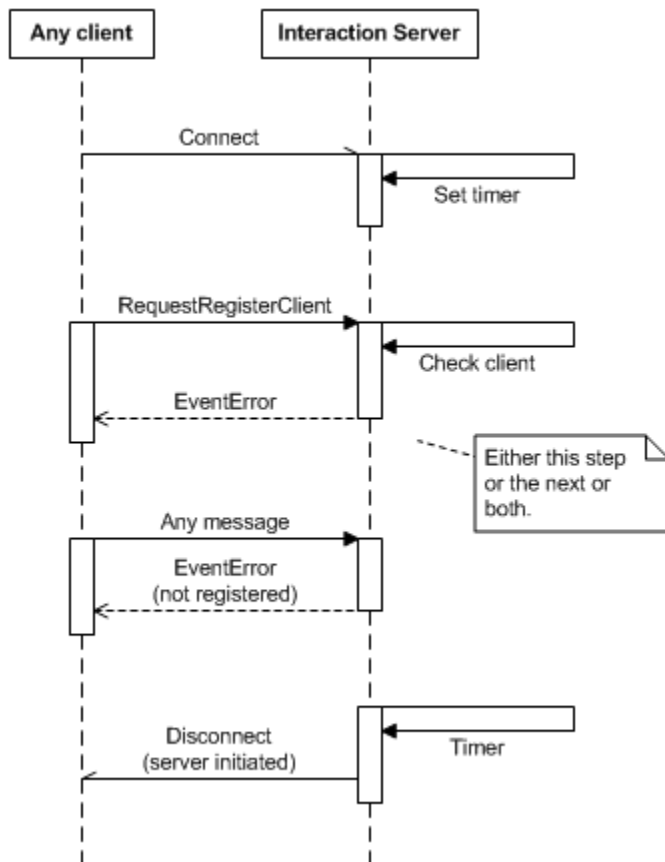 Any client
Interaction Server
Connect
Set timer
RequestRegisterClient
Check client
EventError
Either this step
or the next or
both.
Any message
EventError
(not registered)
Disconnect
(server initiated)
Timer